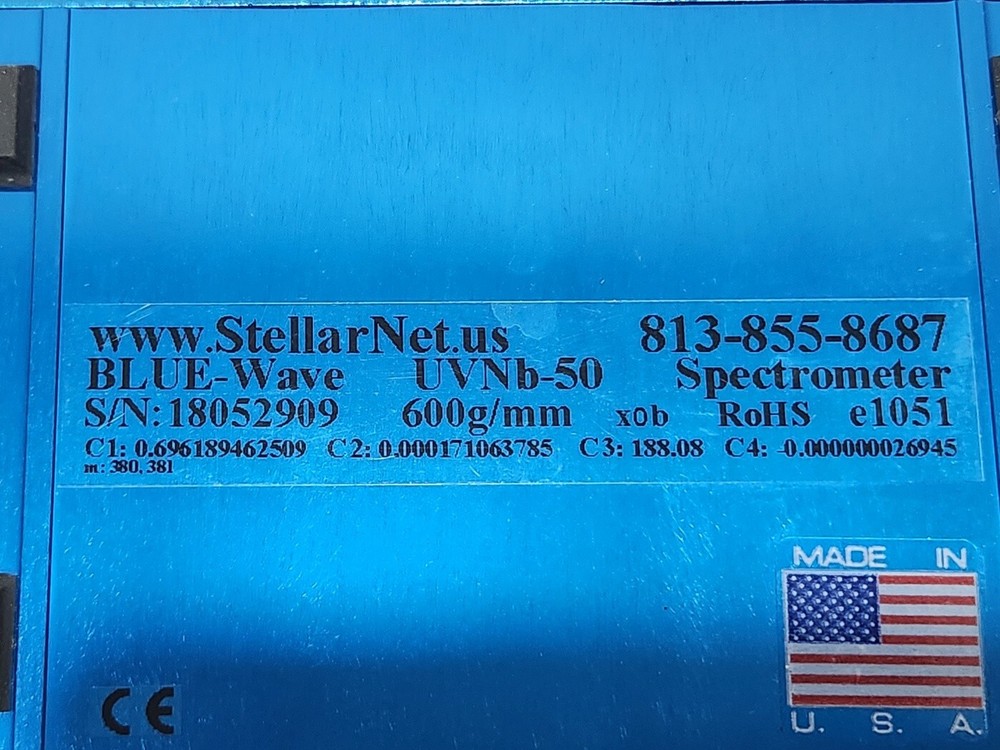 www.StellarNet.us 813-855-8687
BLUE-Wave UVNb-50 Spectrometer
S/N: 18052909 600g/mm x0b RoHS e1051
C1: 0.696189462509 C2: 0.000171063785 C3: 188.08 C4: -0.000000026945
m: 380, 381
MADE IN
U. S. A.
CE